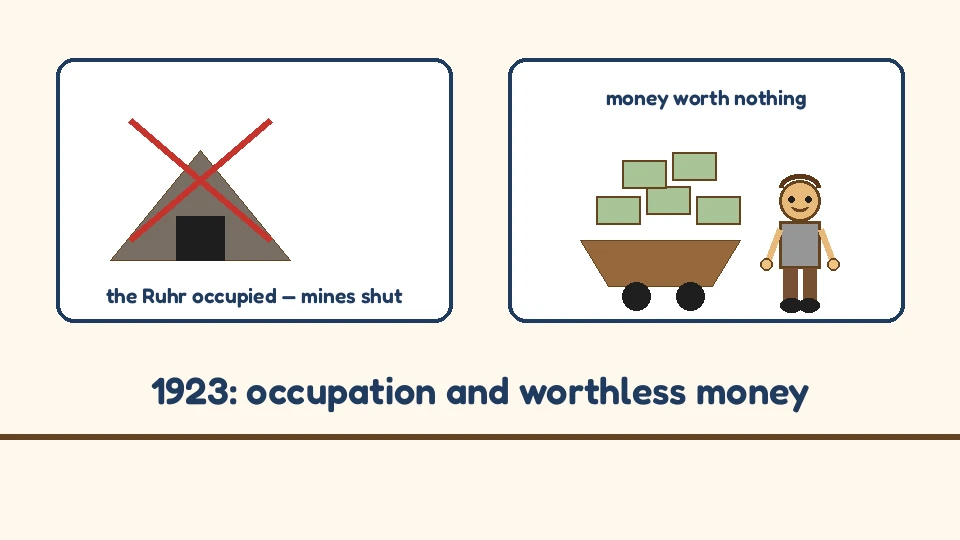 money worth nothing
the Ruhr occupied — mines shut
1923: occupation and worthless money